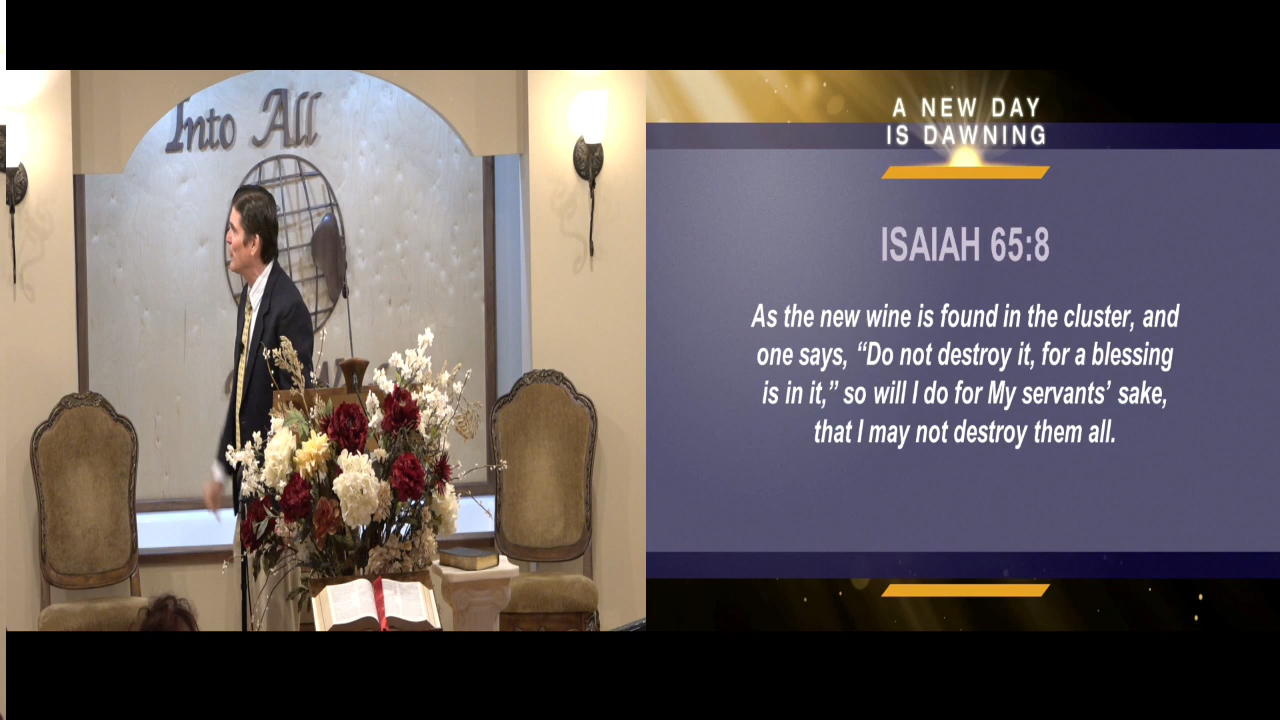 Into All
A NEW DAY
IS DAWNING
ISAIAH 65:8
As the new wine is found in the cluster, and
one says, “Do not destroy it, for a blessing
is in it,” so will I do for My servants’ sake,
that I may not destroy them all.